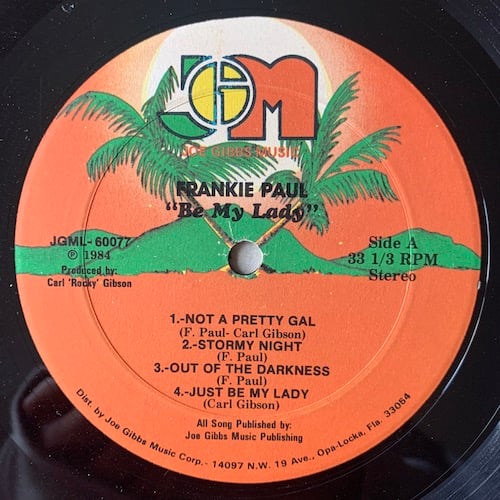 JGM
JOE GIBBS MUSIC
FRANKIE PAUL
"Be My Lady"
JGML-60077
℗ 1984
Produced by:
Carl 'Rocky' Gibson
Side A
33 1/3 RPM
Stereo
1.-NOT A PRETTY GAL
(F. Paul- Carl Gibson)
2.-STORMY NIGHT
(F. Paul)
3.-OUT OF THE DARKNESS
(F. Paul)
4.-JUST BE MY LADY
(Carl Gibson)
All Song Published by:
Joe Gibbs Music Publishing
Dist. by Joe Gibbs Music Corp.- 14097 N.W. 19 Ave., Opa-Locka, Fla. 33054